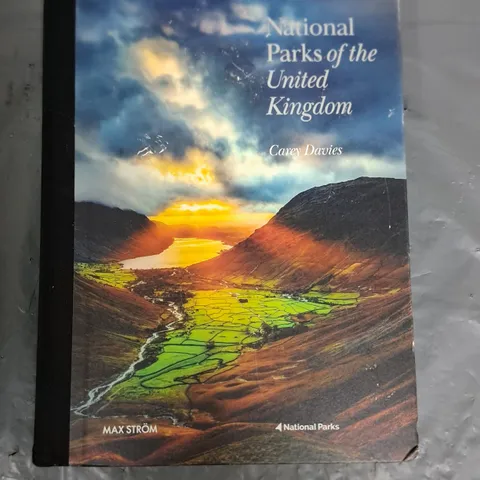 National
Parks of the
United
Kingdom
Carey Davies
MAX STRÖM
National Parks